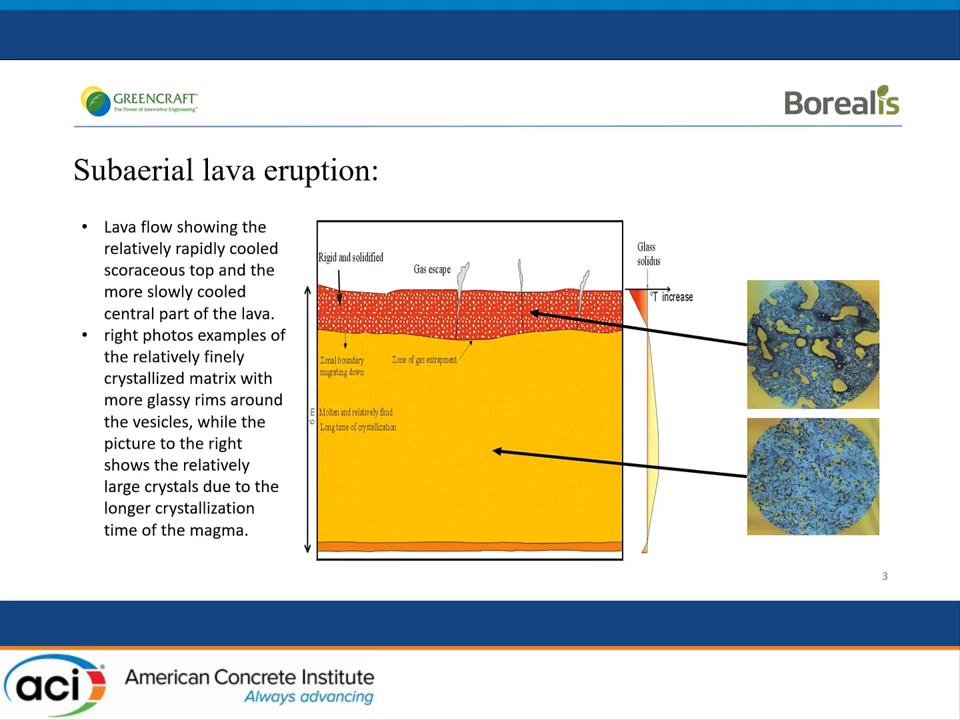 GREENCRAFT
The Power of Innovative Engineering
Borealis
Subaerial lava eruption:
• Lava flow showing the
relatively rapidly cooled
scoraceous top and the
more slowly cooled
central part of the lava.
• right photos examples of
the relatively finely
crystallized matrix with
more glassy rims around
the vesicles, while the
picture to the right
shows the relatively
large crystals due to the
longer crystallization
time of the magma.
Rigid and solidified
Gas escape
Glass
solidus
°T increase
Zonal boundary
migrating down
Zone of gas entrapment
6 m
Molten and relatively fluid
Long time of crystallization
3
aci
American Concrete Institute
Always advancing